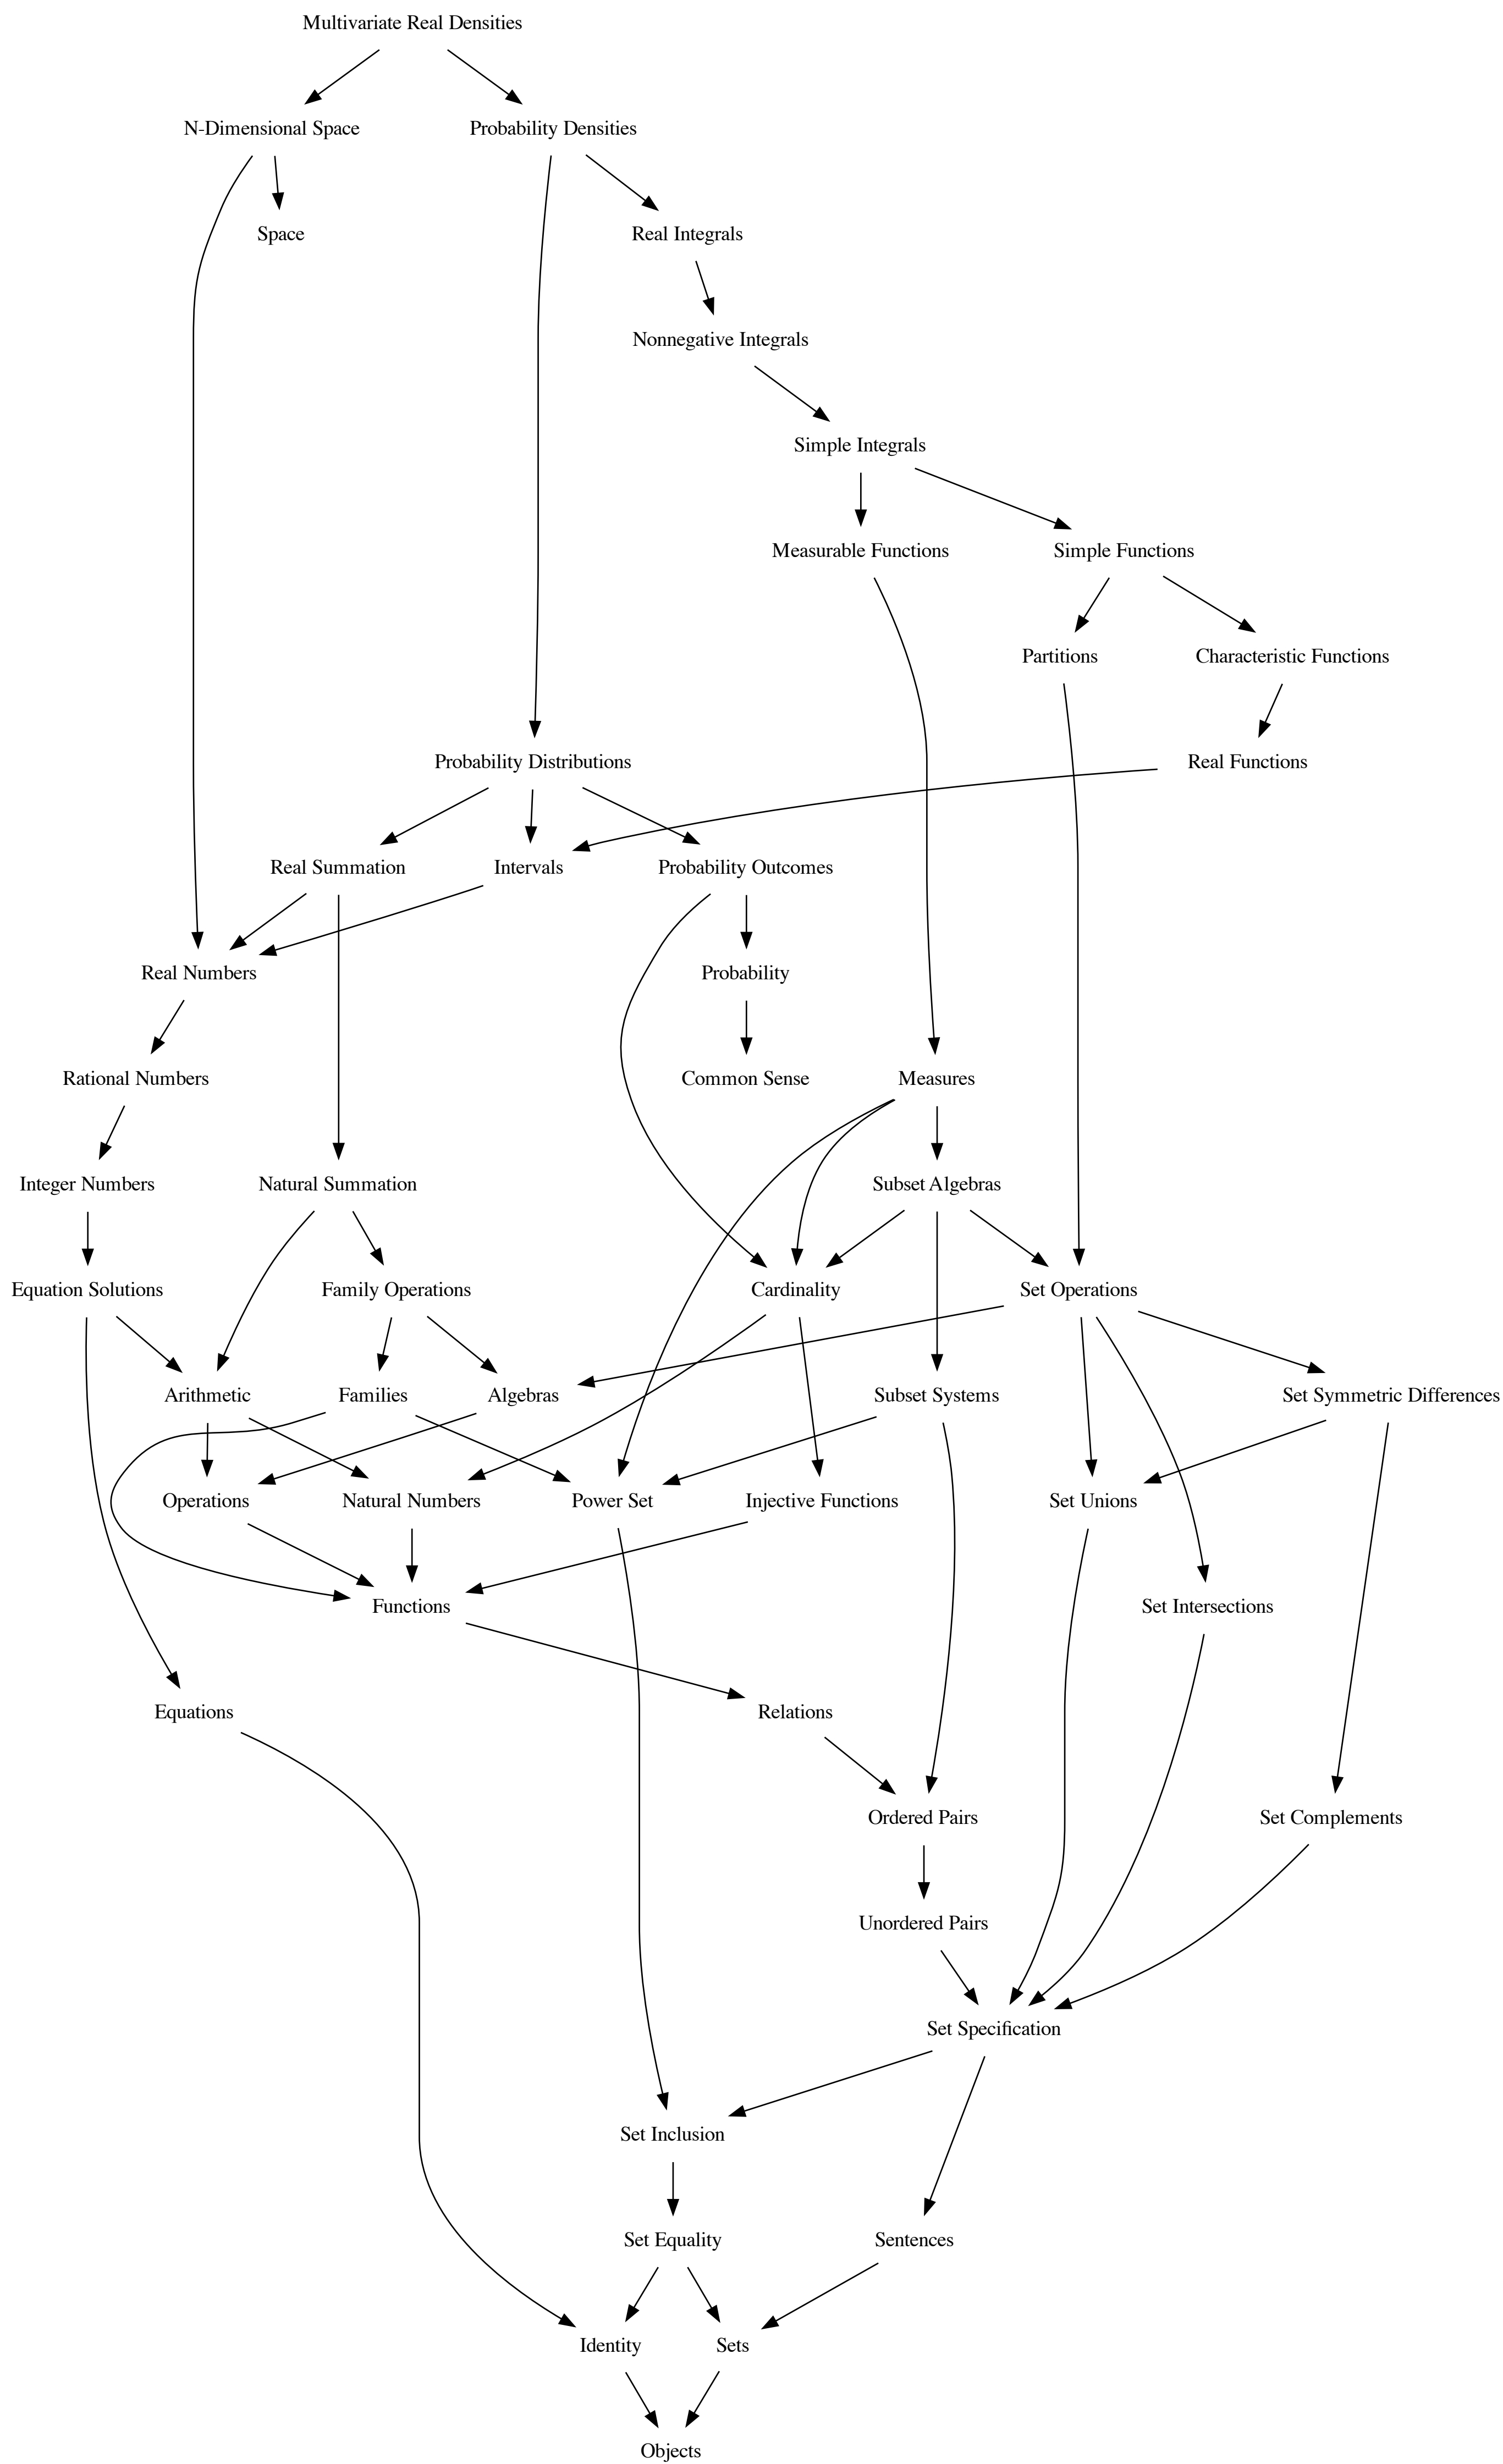 Multivariate Real Densities
N-Dimensional Space
Probability Densities
Space
Real Integrals
Nonnegative Integrals
Simple Integrals
Measurable Functions
Simple Functions
Partitions
Characteristic Functions
Probability Distributions
Real Functions
Real Summation
Intervals
Probability Outcomes
Real Numbers
Probability
Rational Numbers
Common Sense
Measures
Integer Numbers
Natural Summation
Subset Algebras
Equation Solutions
Family Operations
Cardinality
Set Operations
Arithmetic
Families
Algebras
Subset Systems
Set Symmetric Differences
Operations
Natural Numbers
Power Set
Injective Functions
Set Unions
Functions
Set Intersections
Equations
Relations
Ordered Pairs
Set Complements
Unordered Pairs
Set Specification
Set Inclusion
Set Equality
Sentences
Identity
Sets
Objects